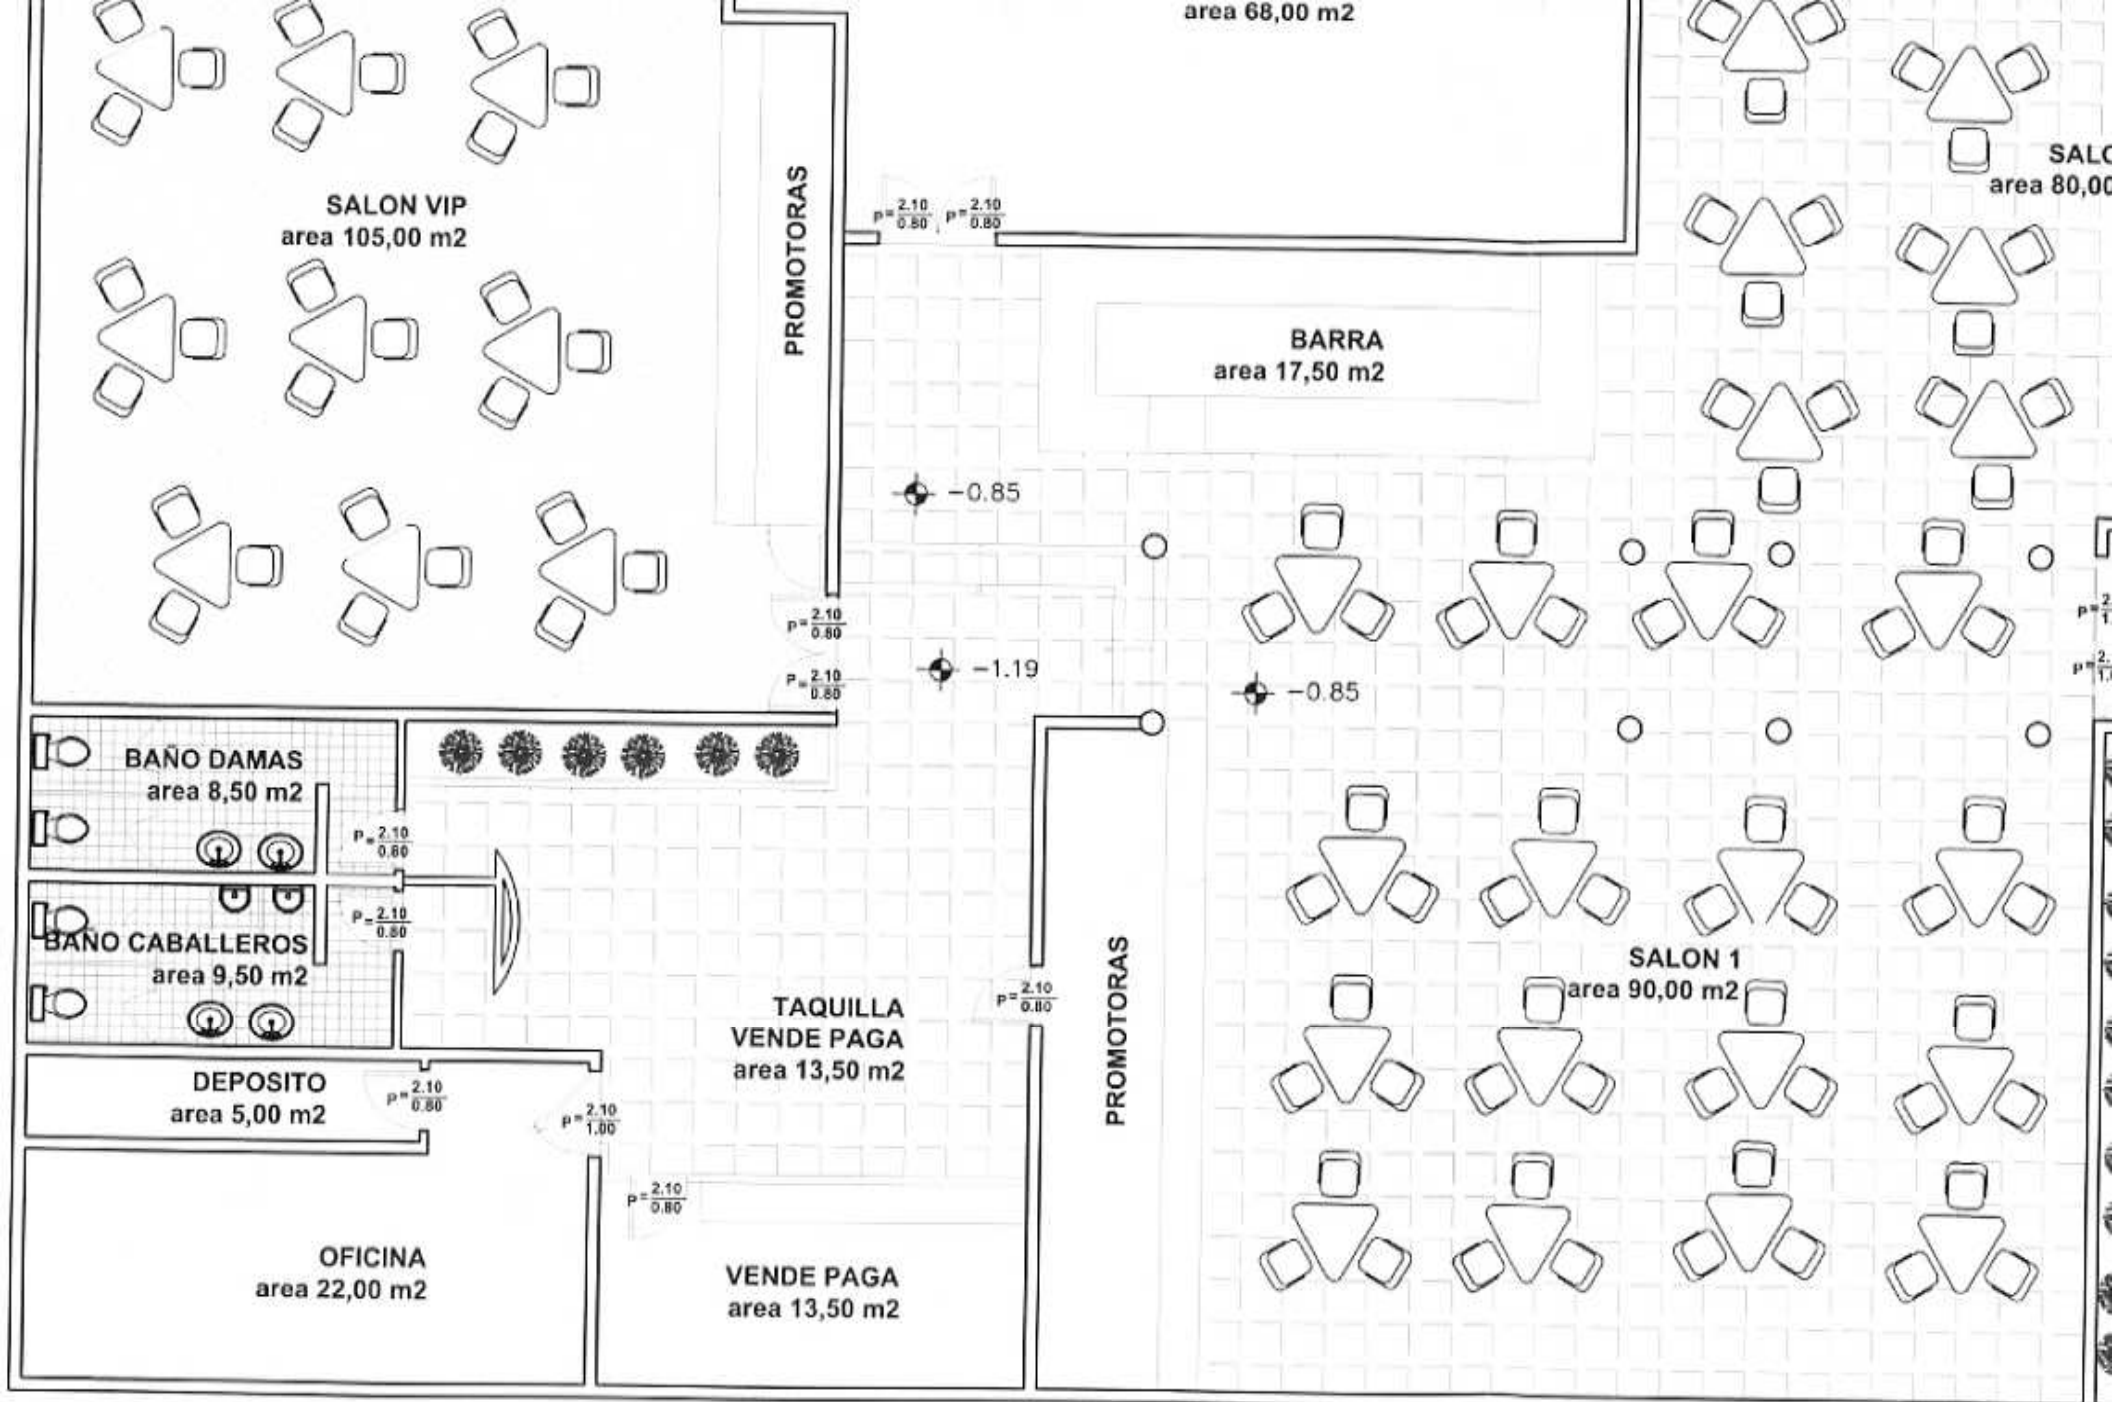 area 68,00 m2
SALO
area 80,00
SALON VIP
area 105,00 m2
PROMOTORAS
P=2.10/0.80
P=2.10/0.80
BARRA
area 17,50 m2
-0.85
P=2.10/0.80
-1.19
P=2.10/0.80
-0.85
BAÑO DAMAS
area 8,50 m2
P=2.10/0.80
P=2.10/0.80
BAÑO CABALLEROS
area 9,50 m2
SALON 1
area 90,00 m2
P=2.10/0.80
TAQUILLA
VENDE PAGA
area 13,50 m2
PROMOTORAS
DEPOSITO
area 5,00 m2
P=2.10/0.80
P=2.10/1.00
P=2.10/0.80
OFICINA
area 22,00 m2
VENDE PAGA
area 13,50 m2